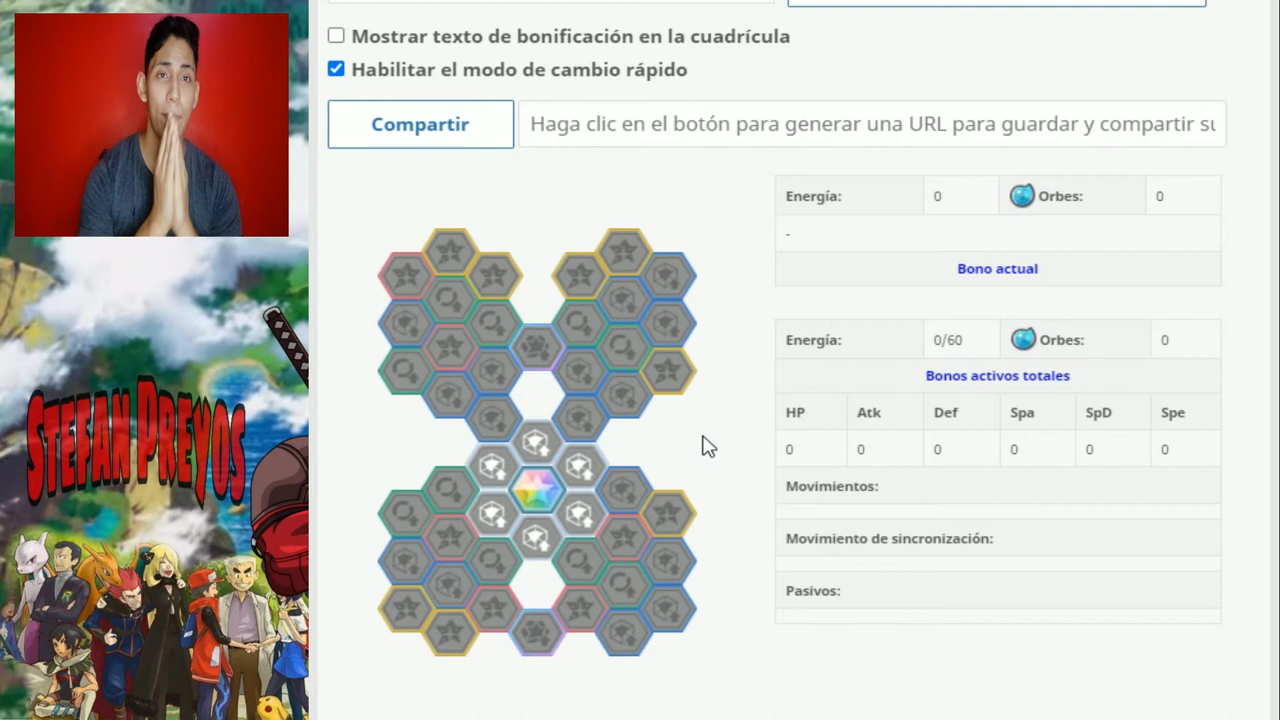 Mostrar texto de bonificación en la cuadrícula
Habilitar el modo de cambio rápido
Compartir
Haga clic en el botón para generar una URL para guardar y compartir su
Energía: 0 Orbes: 0
-
Bono actual
Energía: 0/60 Orbes: 0
Bonos activos totales
HP Atk Def Spa SpD Spe
0 0 0 0 0 0
Movimientos:
Movimiento de sincronización:
Pasivos:
STEFAN PREYOS